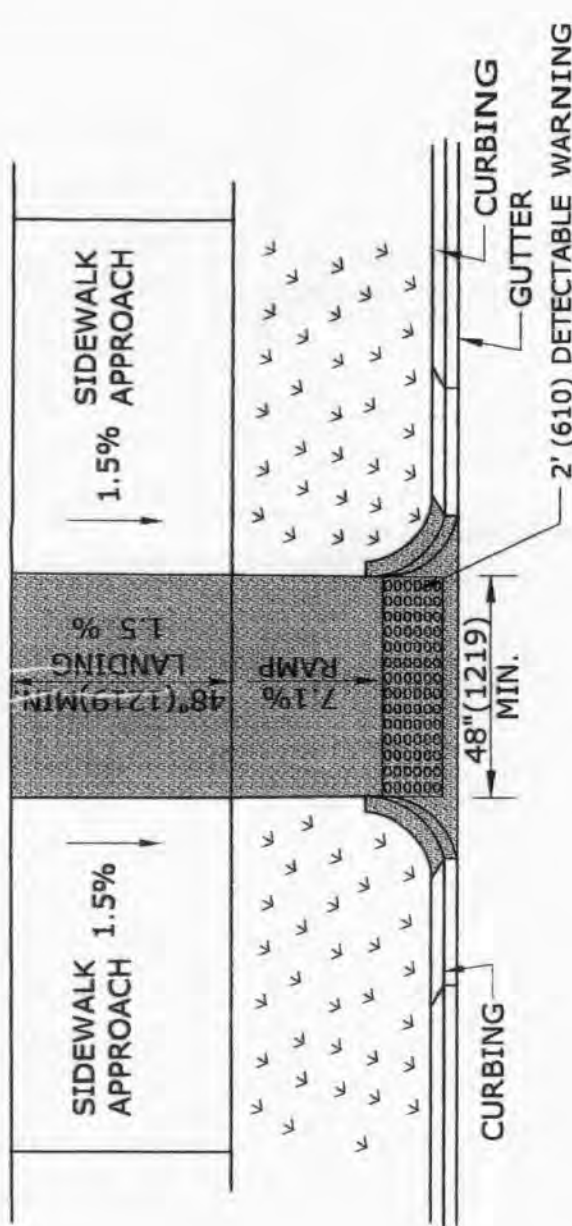 SIDEWALK
APPROACH 1.5%
48"(1219)MIN.
LANDING
1.5 %
1.5% SIDEWALK
APPROACH
7.1%
RAMP
CURBING
48"(1219)
MIN.
CURBING
GUTTER
2' (610) DETECTABLE WARNING